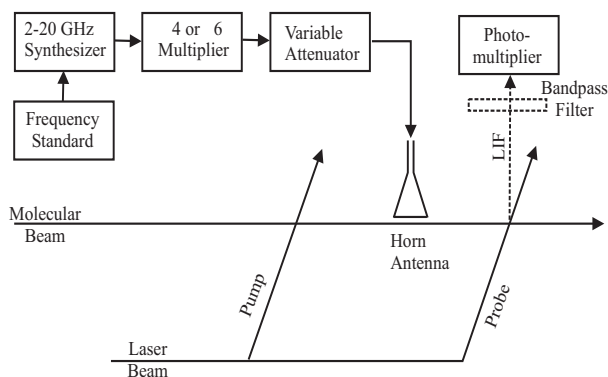 2-20 GHz
Synthesizer
4 or 6
Multiplier
Variable
Attenuator
Photo-
multiplier
Bandpass
Filter
Frequency
Standard
LIF
Molecular
Beam
Horn
Antenna
Pump
Probe
Laser
Beam